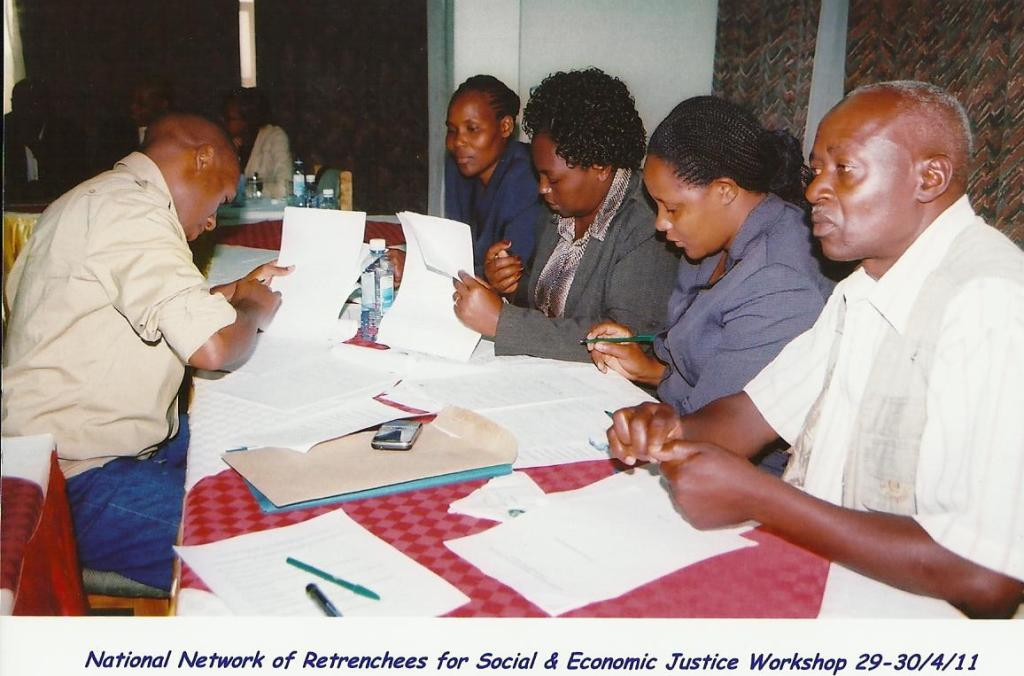 National Network of Retrenchees for Social & Economic Justice Workshop 29-30/4/11